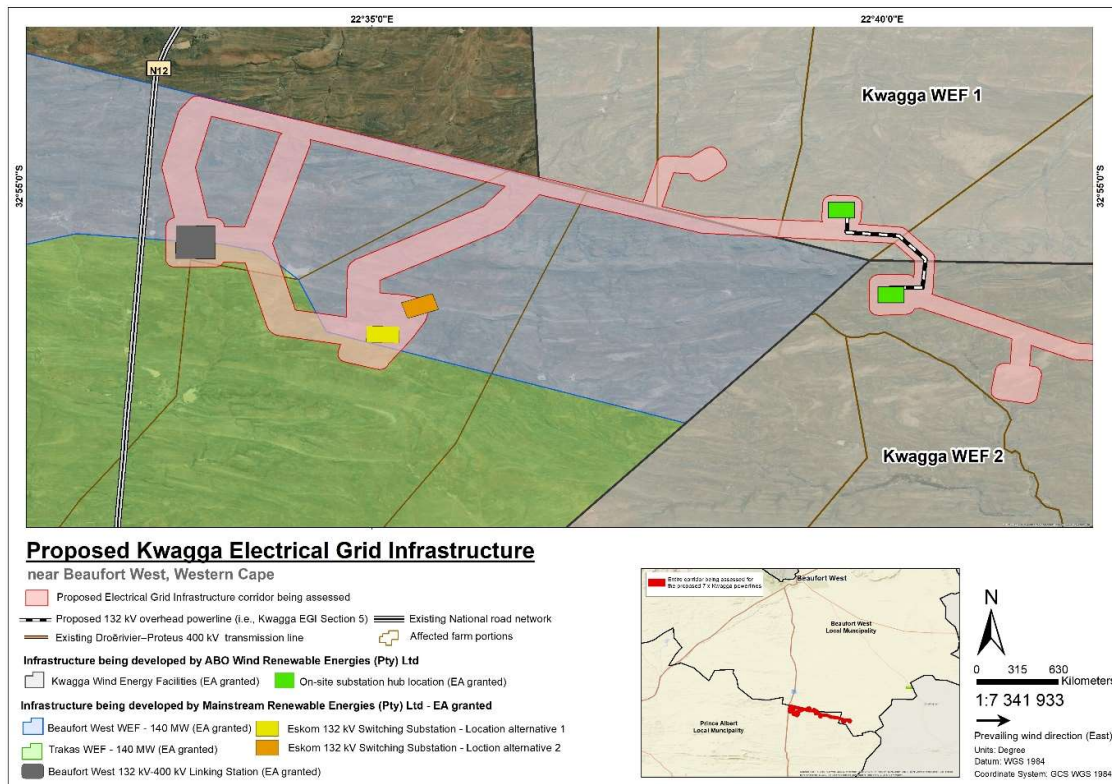 22°35'0"E
22°40'0"E
N12
Kwagga WEF 1
32°55'0"S
32°55'0"S
Kwagga WEF 2
Proposed Kwagga Electrical Grid Infrastructure
near Beaufort West, Western Cape
Proposed Electrical Grid Infrastructure corridor being assessed
Proposed 132 kV overhead powerline (i.e., Kwagga EGI Section 5)
Existing National road network
Existing Droërivier–Proteus 400 kV transmission line
Affected farm portions
Infrastructure being developed by ABO Wind Renewable Energies (Pty) Ltd
Kwagga Wind Energy Facilities (EA granted)
On-site substation hub location (EA granted)
Infrastructure being developed by Mainstream Renewable Energies (Pty) Ltd - EA granted
Beaufort West WEF - 140 MW (EA granted)
Eskom 132 kV Switching Substation - Location alternative 1
Trakas WEF - 140 MW (EA granted)
Eskom 132 kV Switching Substation - Loction alternative 2
Beaufort West 132 kV-400 kV Linking Station (EA granted)
Entire corridor being assessed for
the proposed 7 x Kwagga powerlines
Beaufort West
Beaufort West
Local Municipality
Prince Albert
Local Municipality
N
0 315 630
Kilometers
1:7 341 933
Prevailing wind direction (East)
Units: Degree
Datum: WGS 1984
Coordinate System: GCS WGS 1984